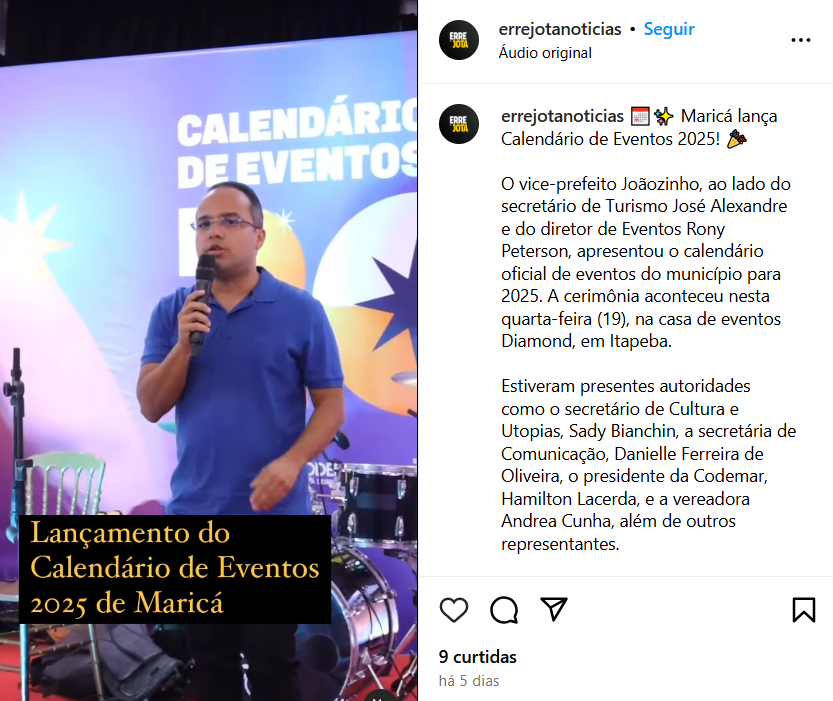 CALENDÁRIO
DE EVENTOS
Lançamento do
Calendário de Eventos
2025 de Maricá
ERRE
JOTA
errejotanoticias • Seguir
Áudio original
ERRE
JOTA
errejotanoticias 📅✨ Maricá lança
Calendário de Eventos 2025! 🎉
O vice-prefeito Joãozinho, ao lado do
secretário de Turismo José Alexandre
e do diretor de Eventos Rony
Peterson, apresentou o calendário
oficial de eventos do município para
2025. A cerimônia aconteceu nesta
quarta-feira (19), na casa de eventos
Diamond, em Itapeba.
Estiveram presentes autoridades
como o secretário de Cultura e
Utopias, Sady Bianchin, a secretária de
Comunicação, Danielle Ferreira de
Oliveira, o presidente da Codemar,
Hamilton Lacerda, e a vereadora
Andrea Cunha, além de outros
representantes.
9 curtidas
há 5 dias